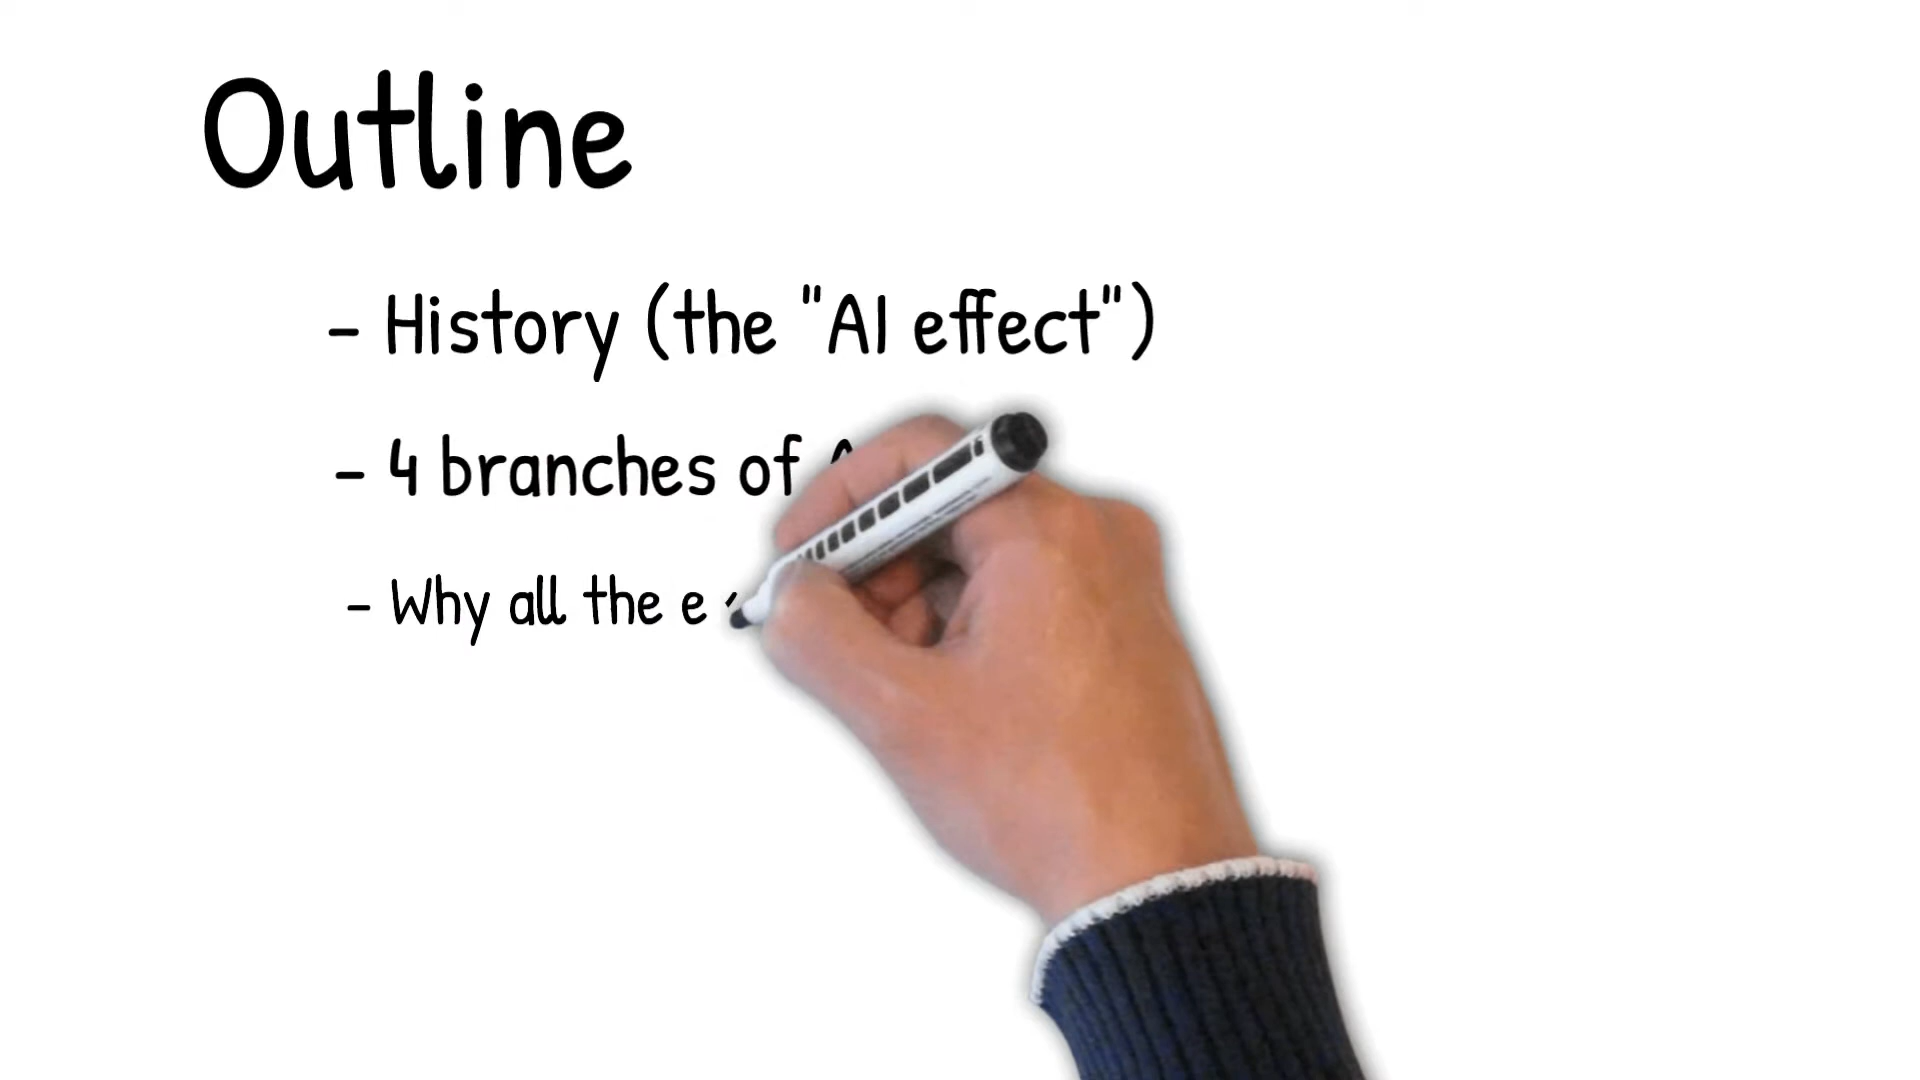 Outline
- History (the "AI effect")
- 4 branches of
- Why all the e